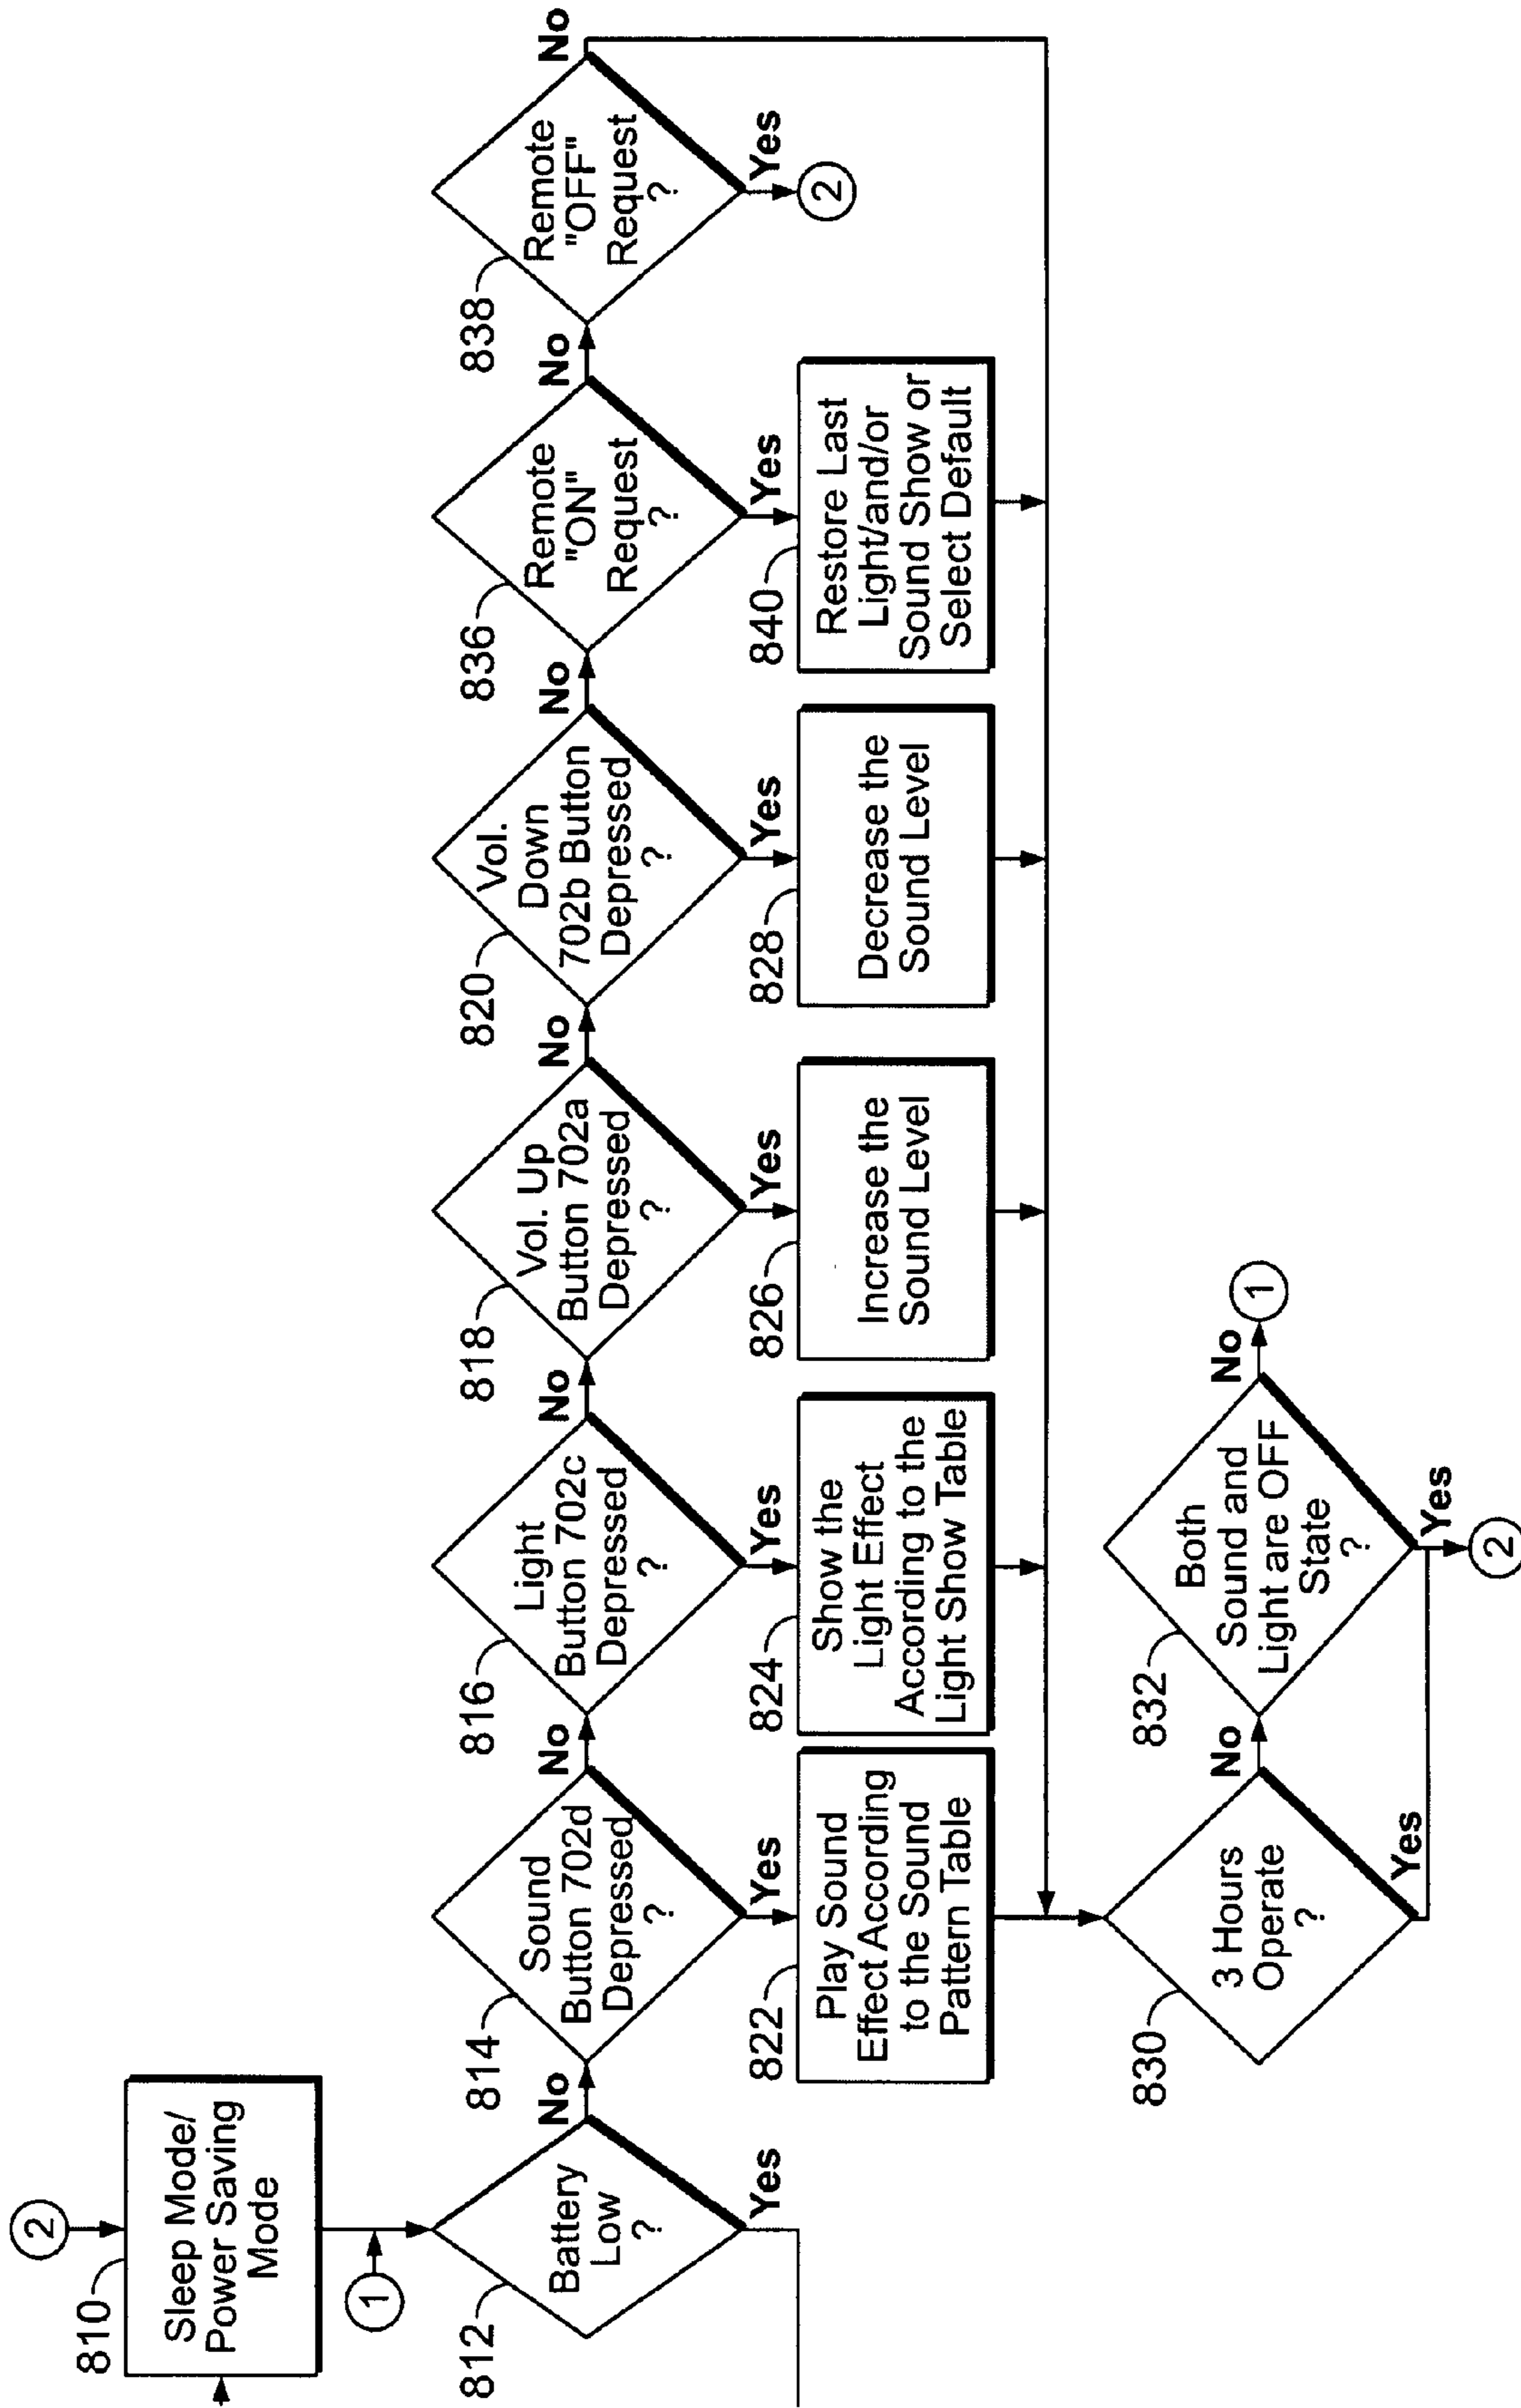 2
810
Sleep Mode/
Power Saving
Mode
1
812
Battery
Low
?
No
Yes
814
Sound
Button 702d
Depressed
?
No
Yes
816
Light
Button 702c
Depressed
?
No
Yes
818
Vol. Up
Button 702a
Depressed
?
No
Yes
820
Vol.
Down
702b Button
Depressed
?
No
Yes
836
Remote
"ON"
Request
?
No
Yes
838
Remote
"OFF"
Request
?
No
Yes
2
822
Play Sound
Effect According
to the Sound
Pattern Table
824
Show the
Light Effect
According to the
Light Show Table
826
Increase the
Sound Level
828
Decrease the
Sound Level
840
Restore Last
Light/and/or
Sound Show or
Select Default
830
3 Hours
Operate
?
No
Yes
832
Both
Sound and
Light are OFF
State
?
No
1
Yes
2